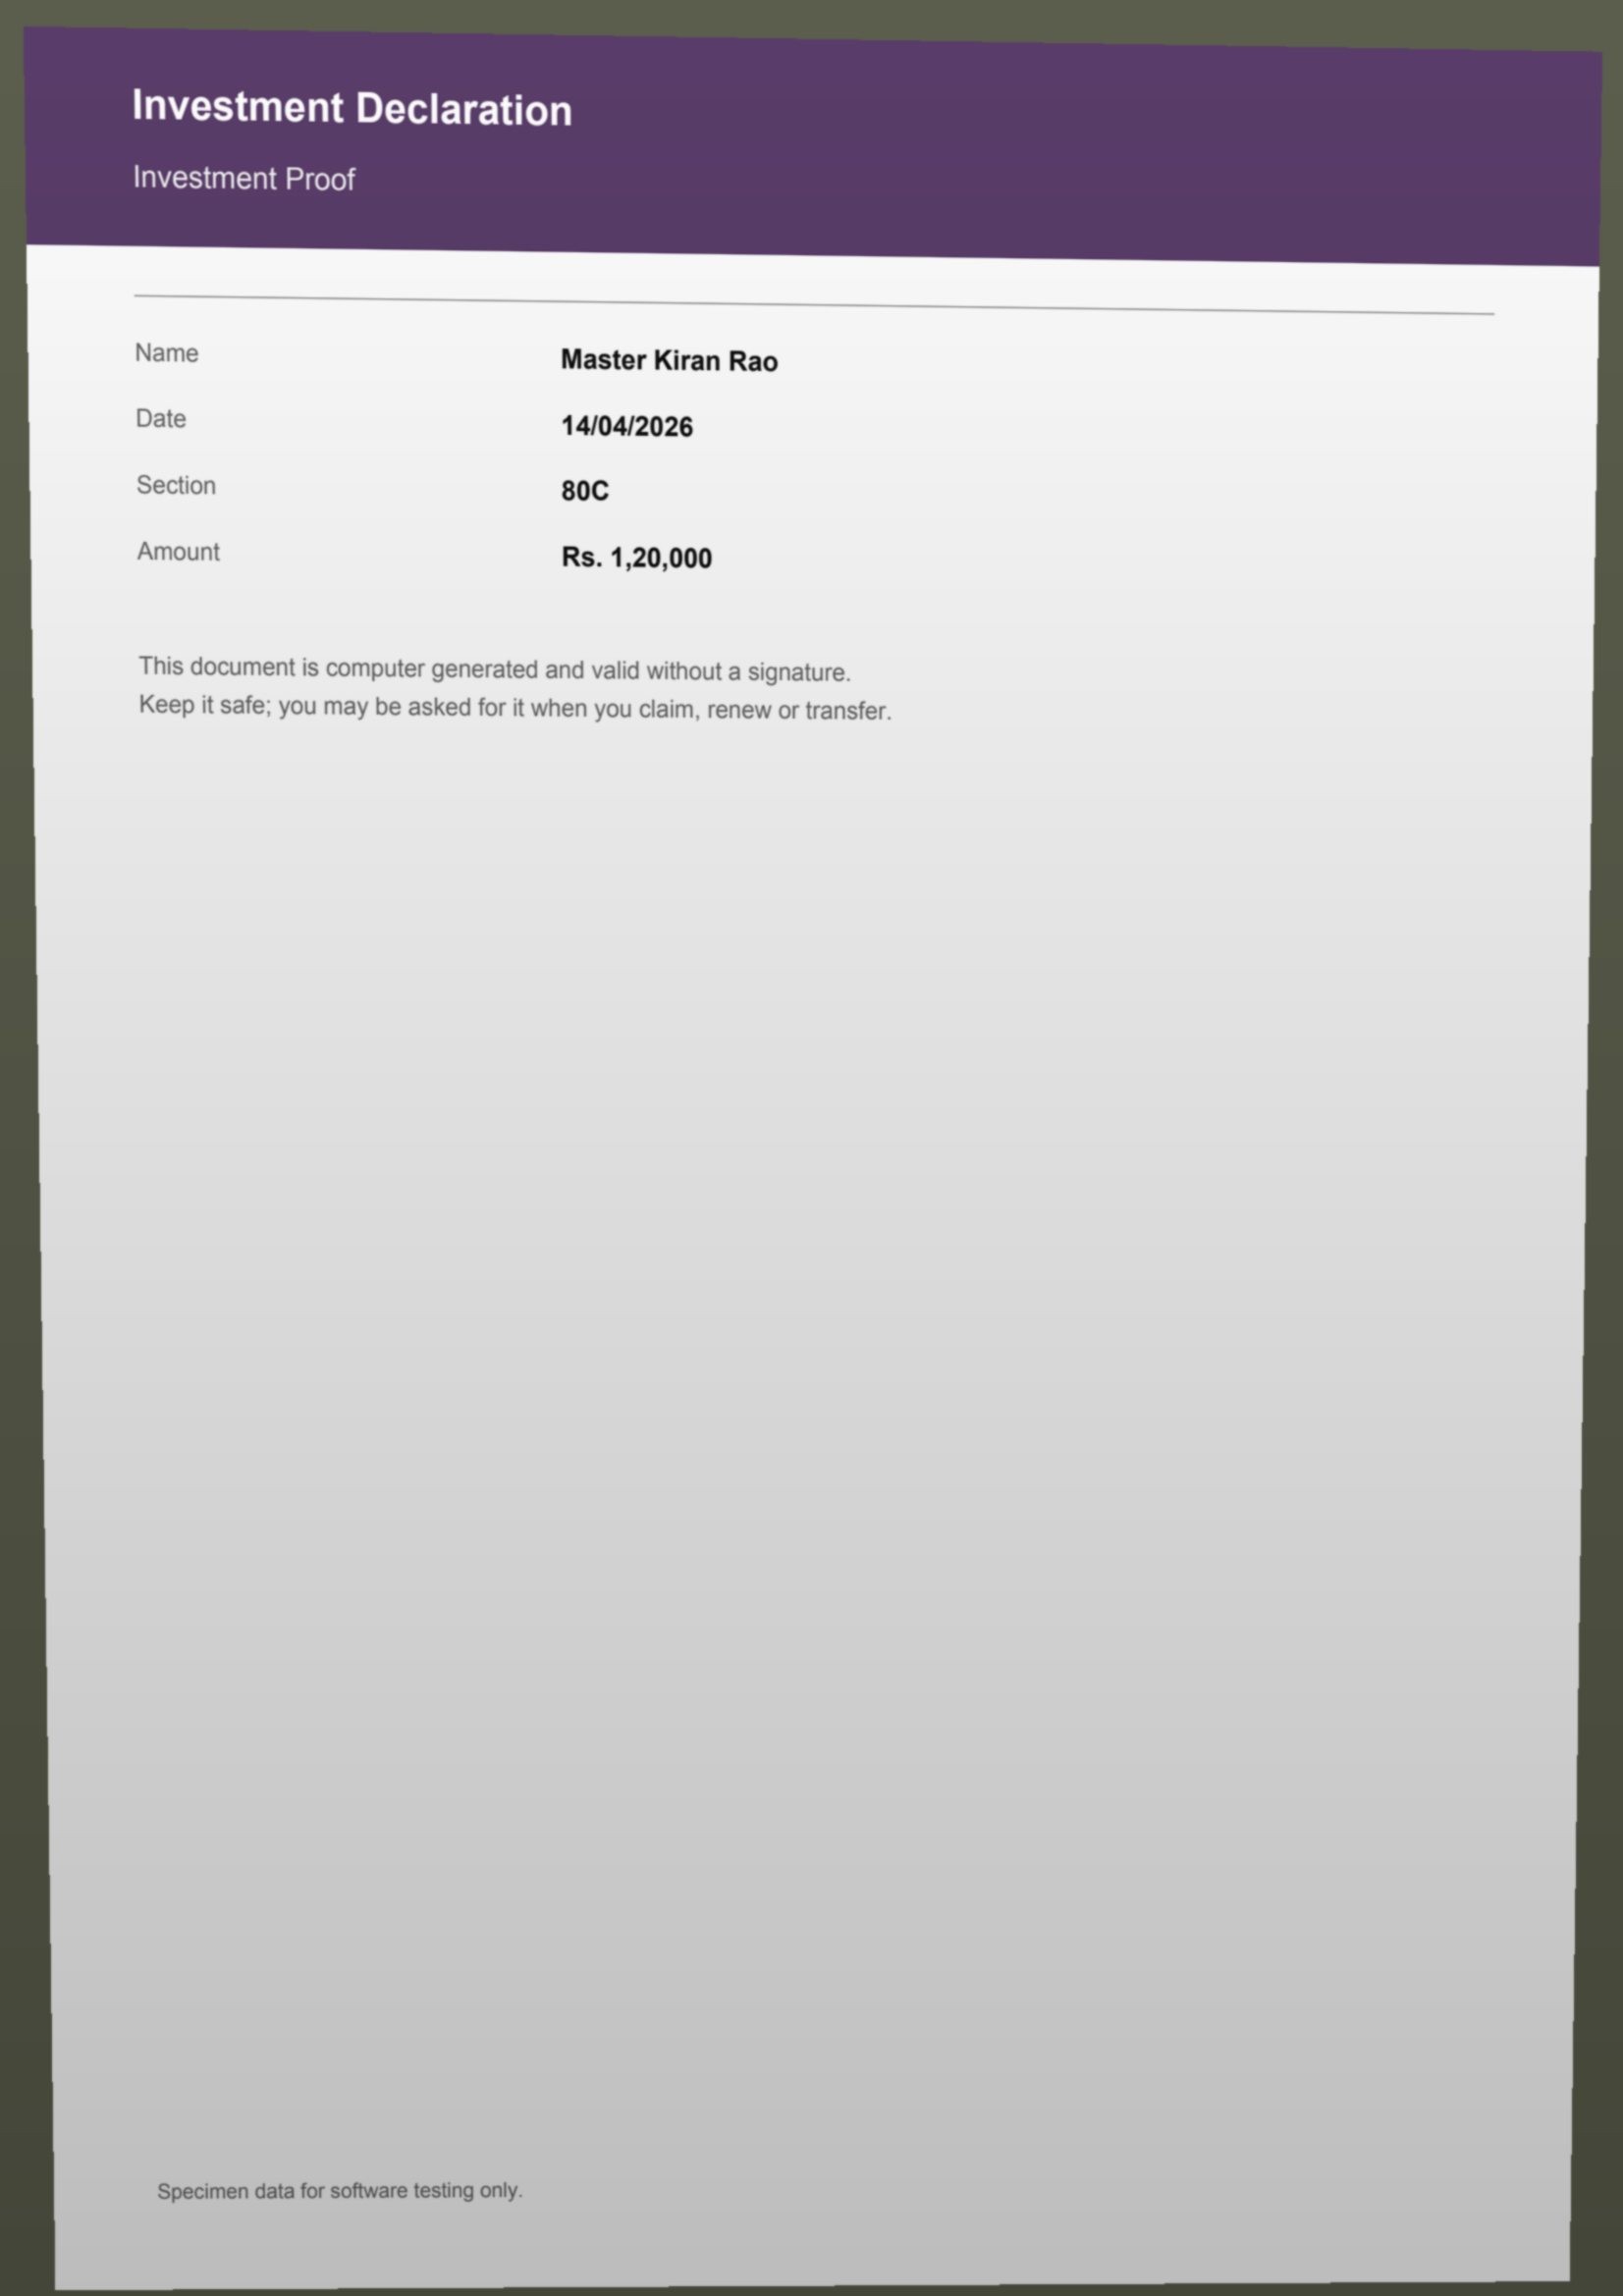 Investment Declaration
Investment Proof
Name Master Kiran Rao
Date 14/04/2026
Section 80C
Amount Rs. 1,20,000
This document is computer generated and valid without a signature.
Keep it safe; you may be asked for it when you claim, renew or transfer.
Specimen data for software testing only.